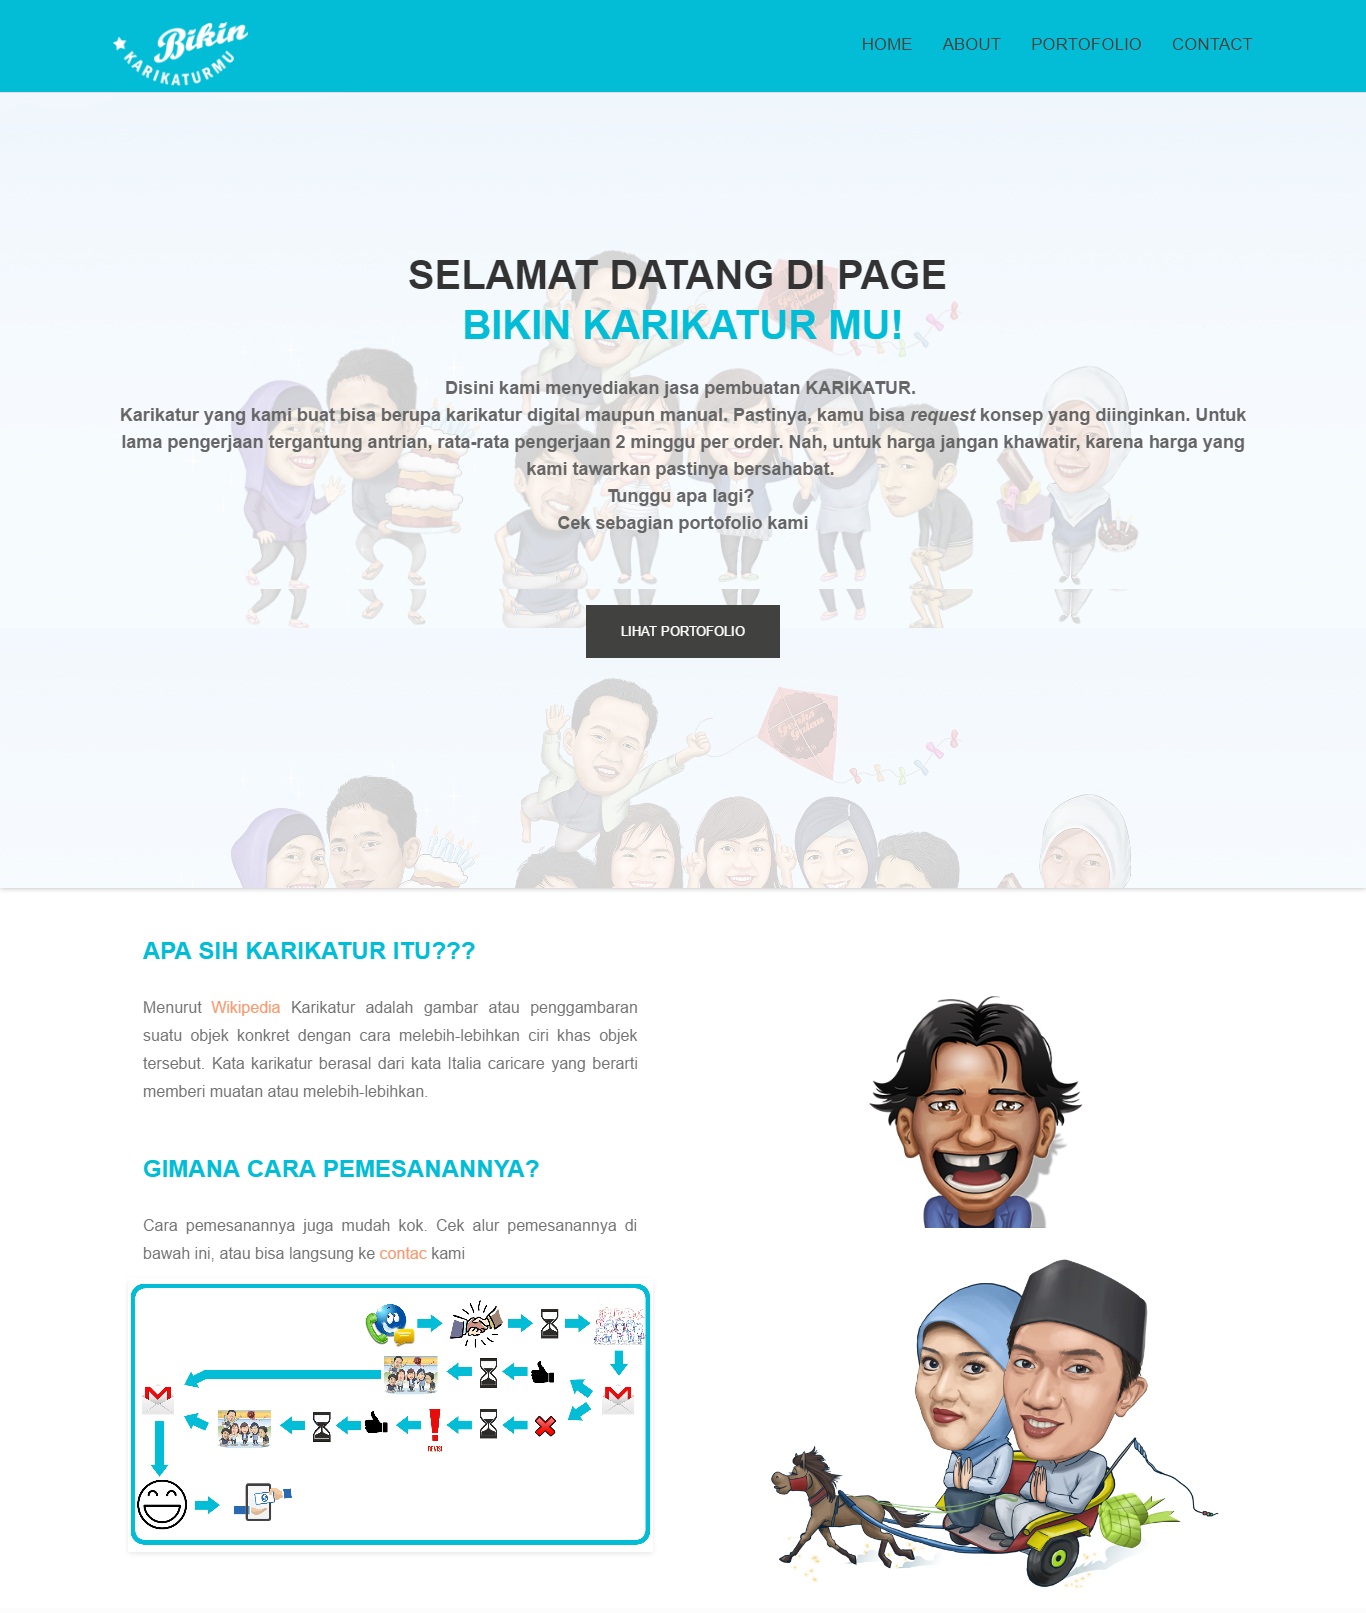 Bikin
KARIKATURMU
HOME ABOUT PORTOFOLIO CONTACT
SELAMAT DATANG DI PAGE
BIKIN KARIKATUR MU!
Disini kami menyediakan jasa pembuatan KARIKATUR.
Karikatur yang kami buat bisa berupa karikatur digital maupun manual. Pastinya, kamu bisa request konsep yang diinginkan. Untuk
lama pengerjaan tergantung antrian, rata-rata pengerjaan 2 minggu per order. Nah, untuk harga jangan khawatir, karena harga yang
kami tawarkan pastinya bersahabat.
Tunggu apa lagi?
Cek sebagian portofolio kami
LIHAT PORTOFOLIO
APA SIH KARIKATUR ITU???
Menurut Wikipedia Karikatur adalah gambar atau penggambaran
suatu objek konkret dengan cara melebih-lebihkan ciri khas objek
tersebut. Kata karikatur berasal dari kata Italia caricare yang berarti
memberi muatan atau melebih-lebihkan.
GIMANA CARA PEMESANANNYA?
Cara pemesanannya juga mudah kok. Cek alur pemesanannya di
bawah ini, atau bisa langsung ke contac kami
REVISI